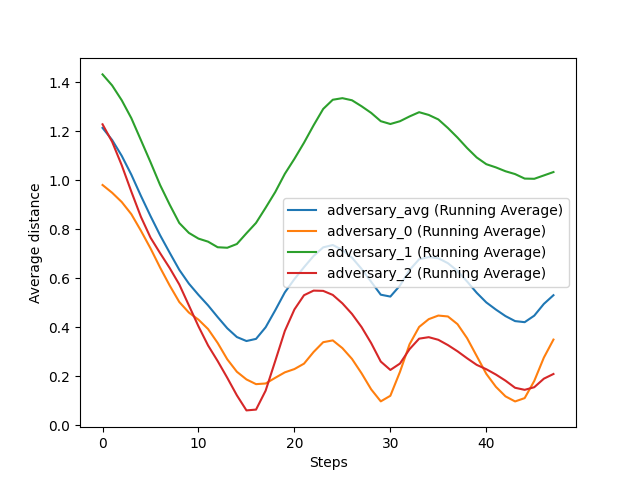 1.4
1.2
1.0
0.8
0.6
0.4
0.2
0.0
Average distance
adversary_avg (Running Average)
adversary_0 (Running Average)
adversary_1 (Running Average)
adversary_2 (Running Average)
0 10 20 30 40
Steps